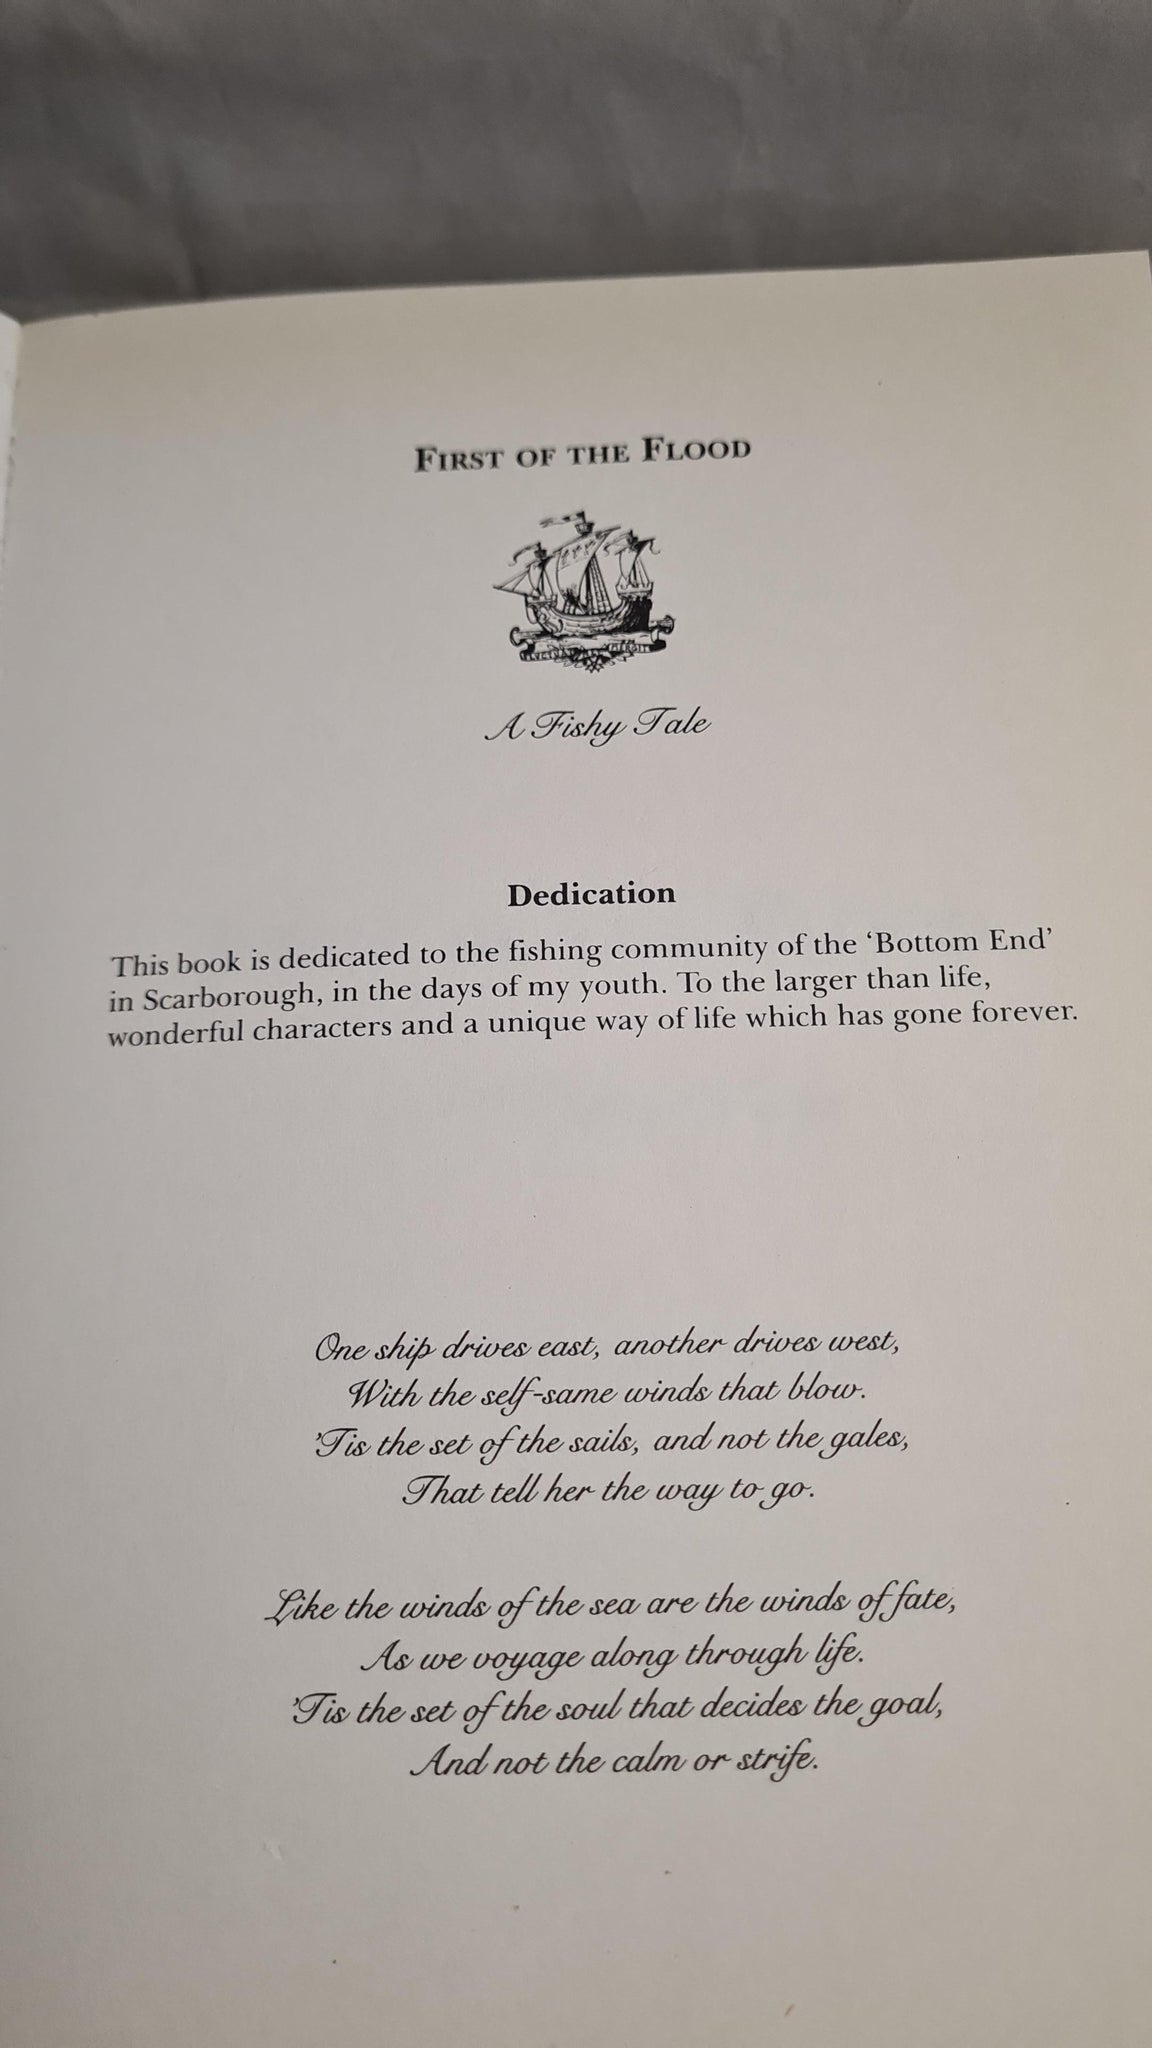 FIRST OF THE FLOOD
A Fishy Tale
Dedication
This book is dedicated to the fishing community of the ‘Bottom End’
in Scarborough, in the days of my youth. To the larger than life,
wonderful characters and a unique way of life which has gone forever.
One ship drives east, another drives west,
With the self-same winds that blow.
’Tis the set of the sails, and not the gales,
That tell her the way to go.
Like the winds of the sea are the winds of fate,
As we voyage along through life.
’Tis the set of the soul that decides the goal,
And not the calm or strife.